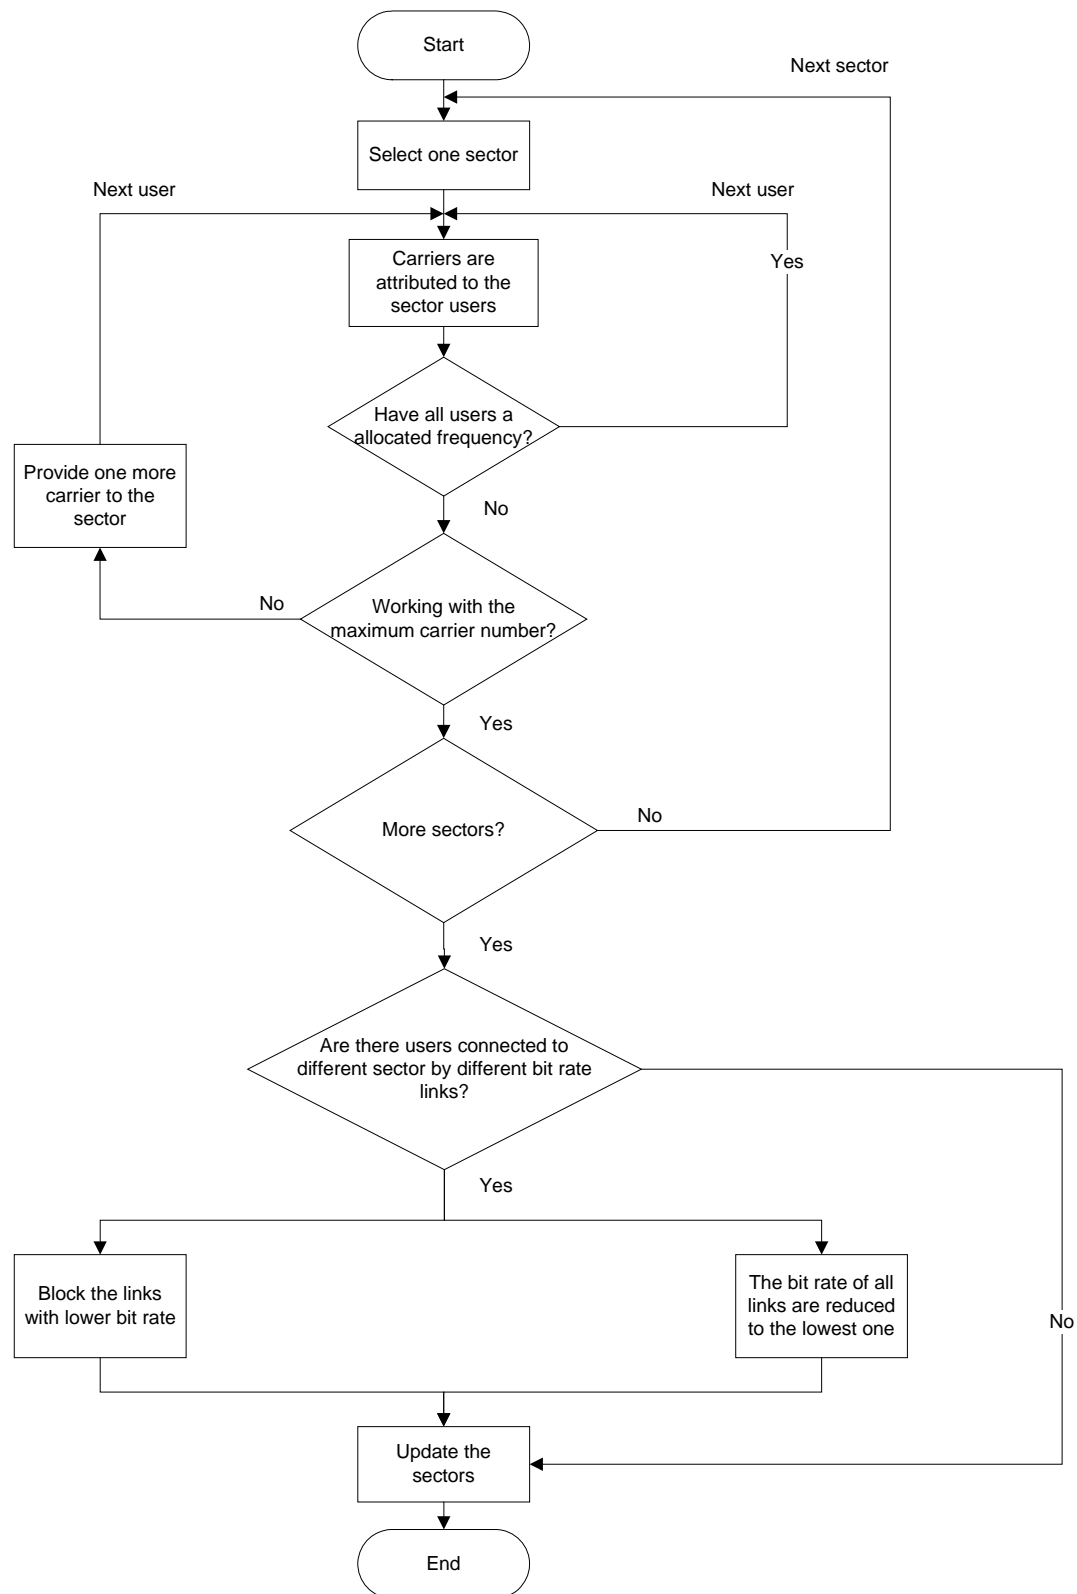 Start
Next sector
Select one sector
Next user
Next user
Carriers are
attributed to the
sector users
Yes
Have all users a
allocated frequency?
Provide one more
carrier to the
sector
No
No
Working with the
maximum carrier number?
Yes
More sectors?
No
Yes
Are there users connected to
different sector by different bit rate
links?
Yes
Block the links
with lower bit rate
The bit rate of all
links are reduced
to the lowest one
No
Update the
sectors
End